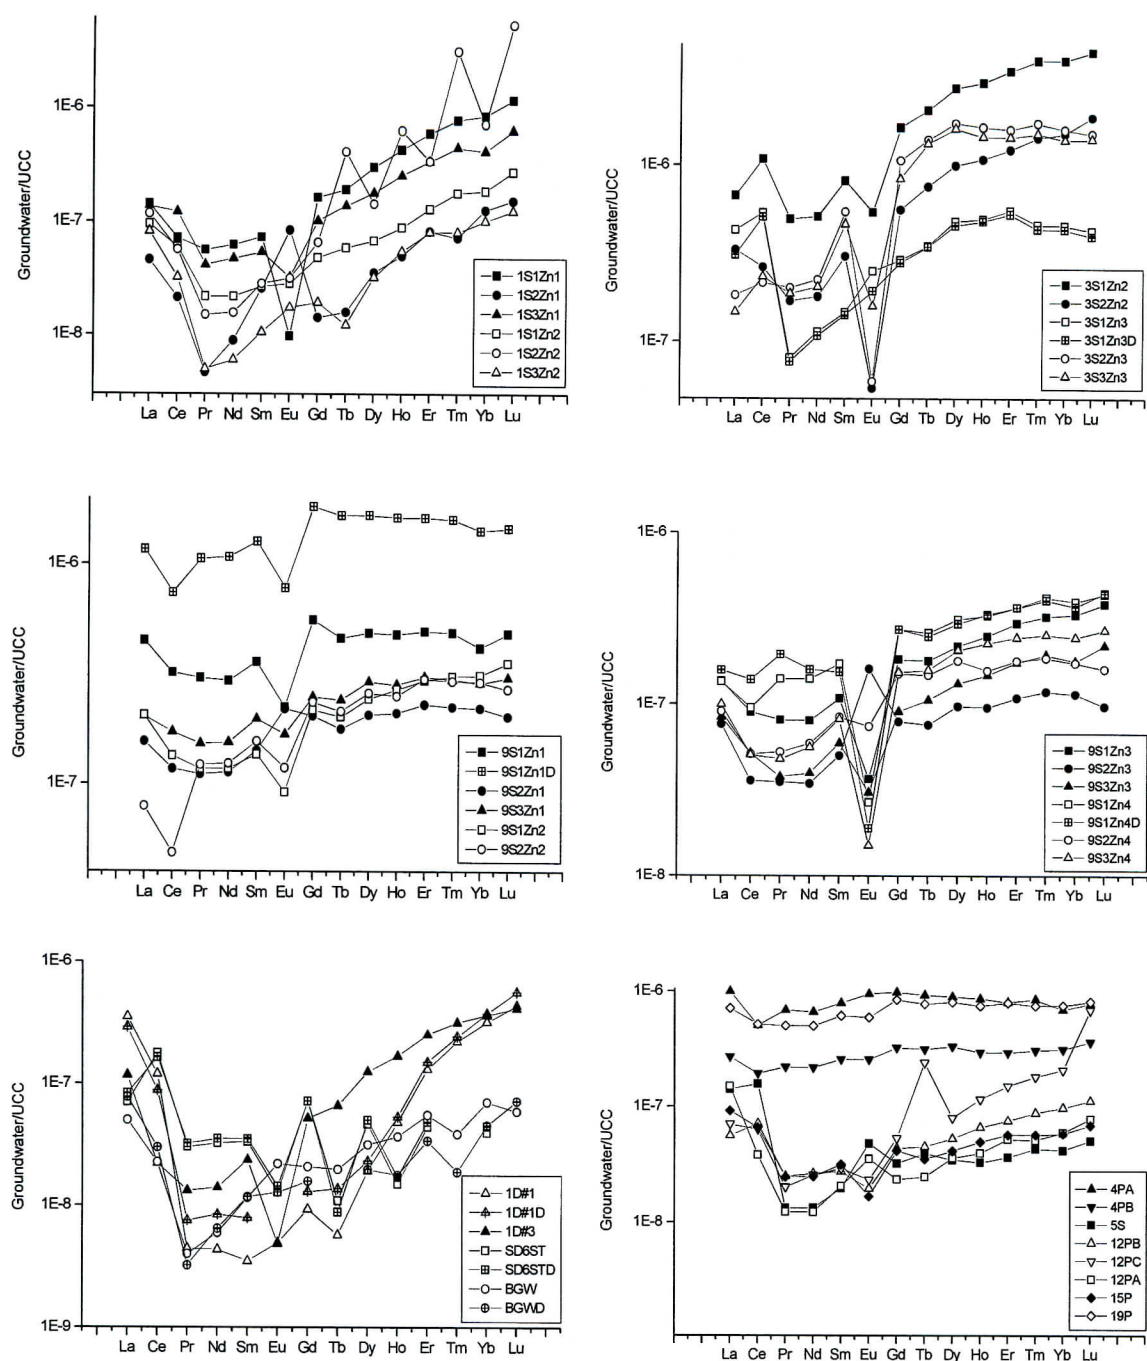 Groundwater/UCC
1E-6
1E-7
1E-8
La Ce Pr Nd Sm Eu Gd Tb Dy Ho Er Tm Yb Lu
1S1Zn1
1S2Zn1
1S3Zn1
1S1Zn2
1S2Zn2
1S3Zn2
Groundwater/UCC
1E-6
1E-7
La Ce Pr Nd Sm Eu Gd Tb Dy Ho Er Tm Yb Lu
3S1Zn2
3S2Zn2
3S1Zn3
3S1Zn3D
3S2Zn3
3S3Zn3
Groundwater/UCC
1E-6
1E-7
La Ce Pr Nd Sm Eu Gd Tb Dy Ho Er Tm Yb Lu
9S1Zn1
9S1Zn1D
9S2Zn1
9S3Zn1
9S1Zn2
9S2Zn2
Groundwater/UCC
1E-6
1E-7
1E-8
La Ce Pr Nd Sm Eu Gd Tb Dy Ho Er Tm Yb Lu
9S1Zn3
9S2Zn3
9S3Zn3
9S1Zn4
9S1Zn4D
9S2Zn4
9S3Zn4
Groundwater/UCC
1E-6
1E-7
1E-8
1E-9
La Ce Pr Nd Sm Eu Gd Tb Dy Ho Er Tm Yb Lu
1D#1
1D#1D
1D#3
SD6ST
SD6STD
BGW
BGWD
Groundwater/UCC
1E-6
1E-7
1E-8
La Ce Pr Nd Sm Eu Gd Tb Dy Ho Er Tm Yb Lu
4PA
4PB
5S
12PB
12PC
12PA
15P
19P